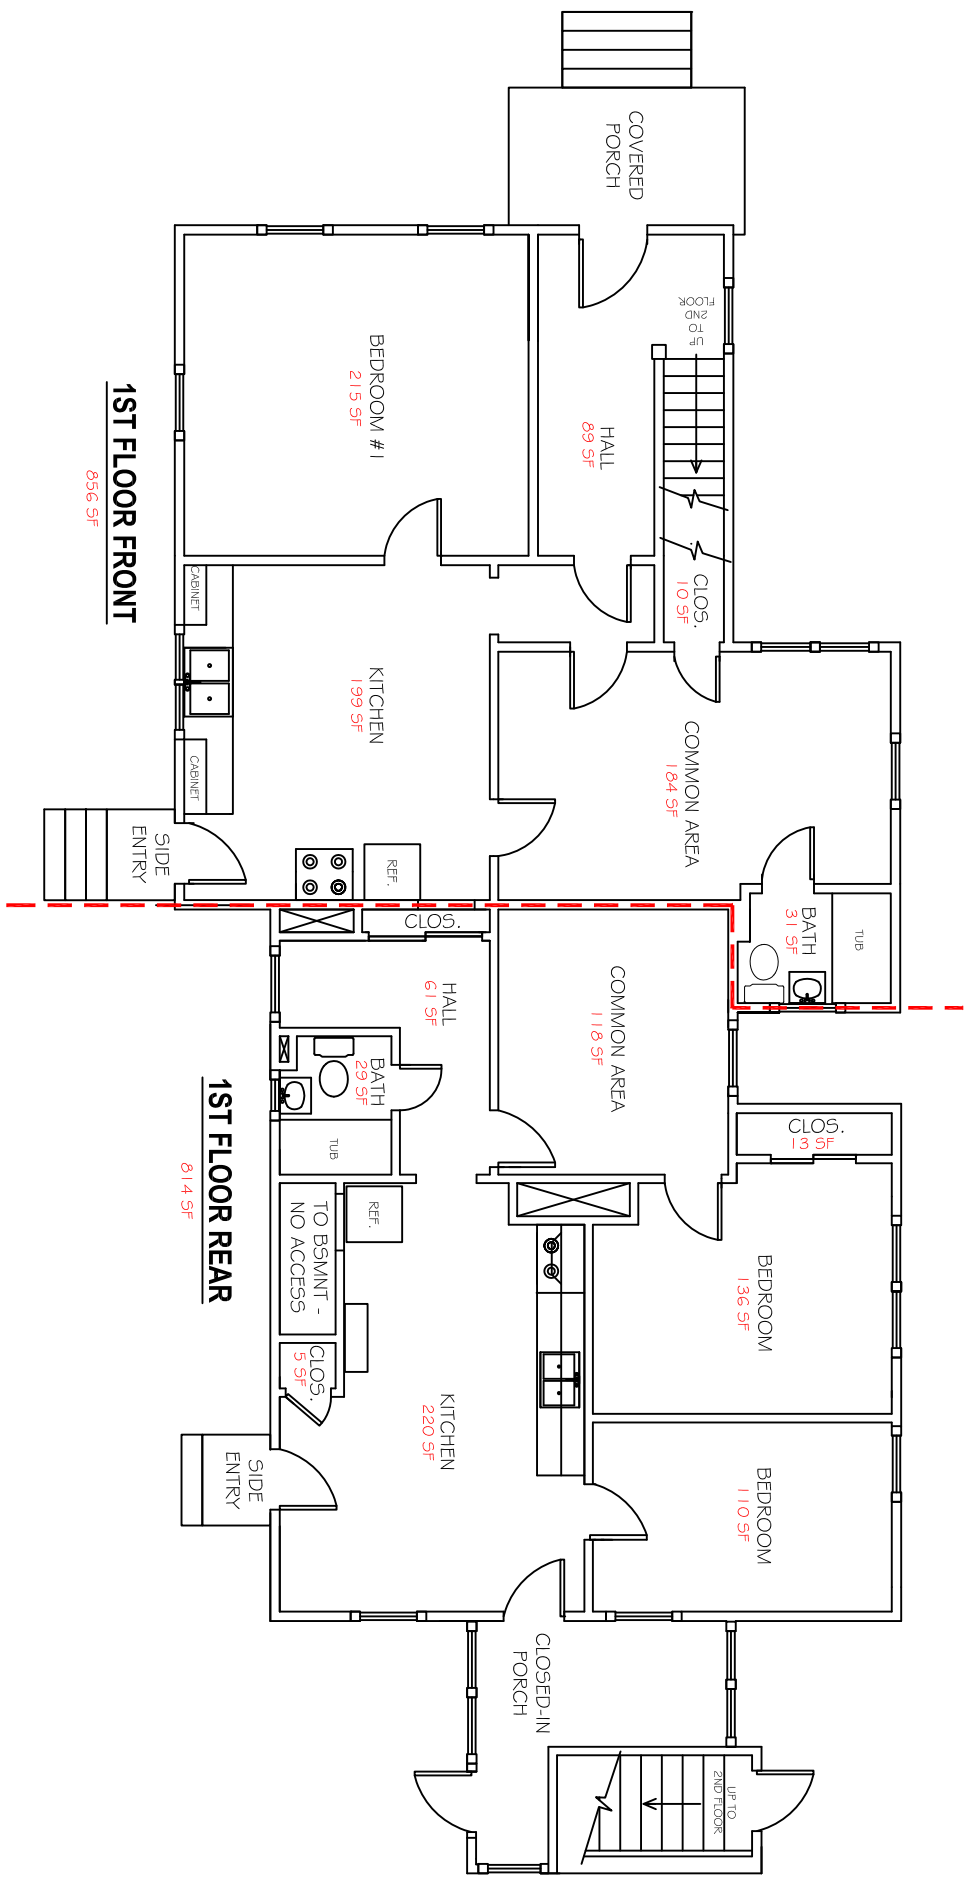 COVERED
PORCH
UP
TO
2ND
FLOOR
HALL
89 SF
BEDROOM #1
215 SF
1ST FLOOR FRONT
856 SF
CLOS.
10 SF
CABINET
KITCHEN
199 SF
CABINET
COMMON AREA
184 SF
SIDE
ENTRY
REF.
BATH
31 SF
TUB
CLOS.
HALL
61 SF
COMMON AREA
118 SF
BATH
29 SF
TUB
CLOS.
13 SF
1ST FLOOR REAR
814 SF
TO BSMNT -
NO ACCESS
REF.
BEDROOM
136 SF
CLOS.
5 SF
KITCHEN
220 SF
BEDROOM
110 SF
SIDE
ENTRY
CLOSED-IN
PORCH
UP TO
2ND FLOOR